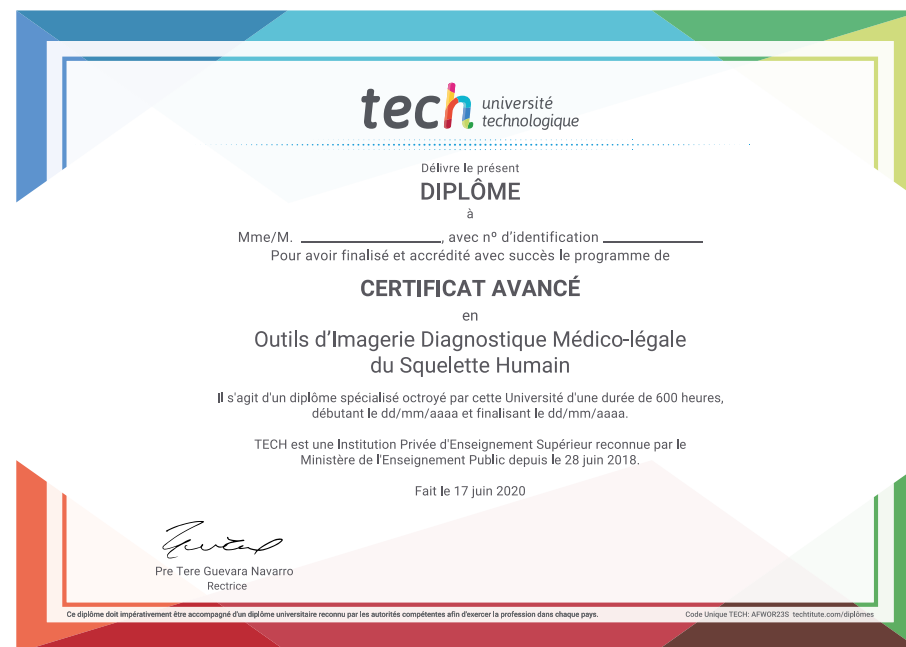 tech université
technologique
Délivre le présent
DIPLÔME
à
Mme/M. ____________________, avec nº d'identification ______________
Pour avoir finalisé et accrédité avec succès le programme de
CERTIFICAT AVANCÉ
en
Outils d'Imagerie Diagnostique Médico-légale
du Squelette Humain
Il s'agit d'un diplôme spécialisé octroyé par cette Université d'une durée de 600 heures,
débutant le dd/mm/aaaa et finalisant le dd/mm/aaaa.
TECH est une Institution Privée d'Enseignement Supérieur reconnue par le
Ministère de l'Enseignement Public depuis le 28 juin 2018.
Fait le 17 juin 2020
Pre Tere Guevara Navarro
Rectrice
Ce diplôme doit impérativement être accompagné d'un diplôme universitaire reconnu par les autorités compétentes afin d'exercer la profession dans chaque pays.
Code Unique TECH: AFWOR23S techtitute.com/diplômes